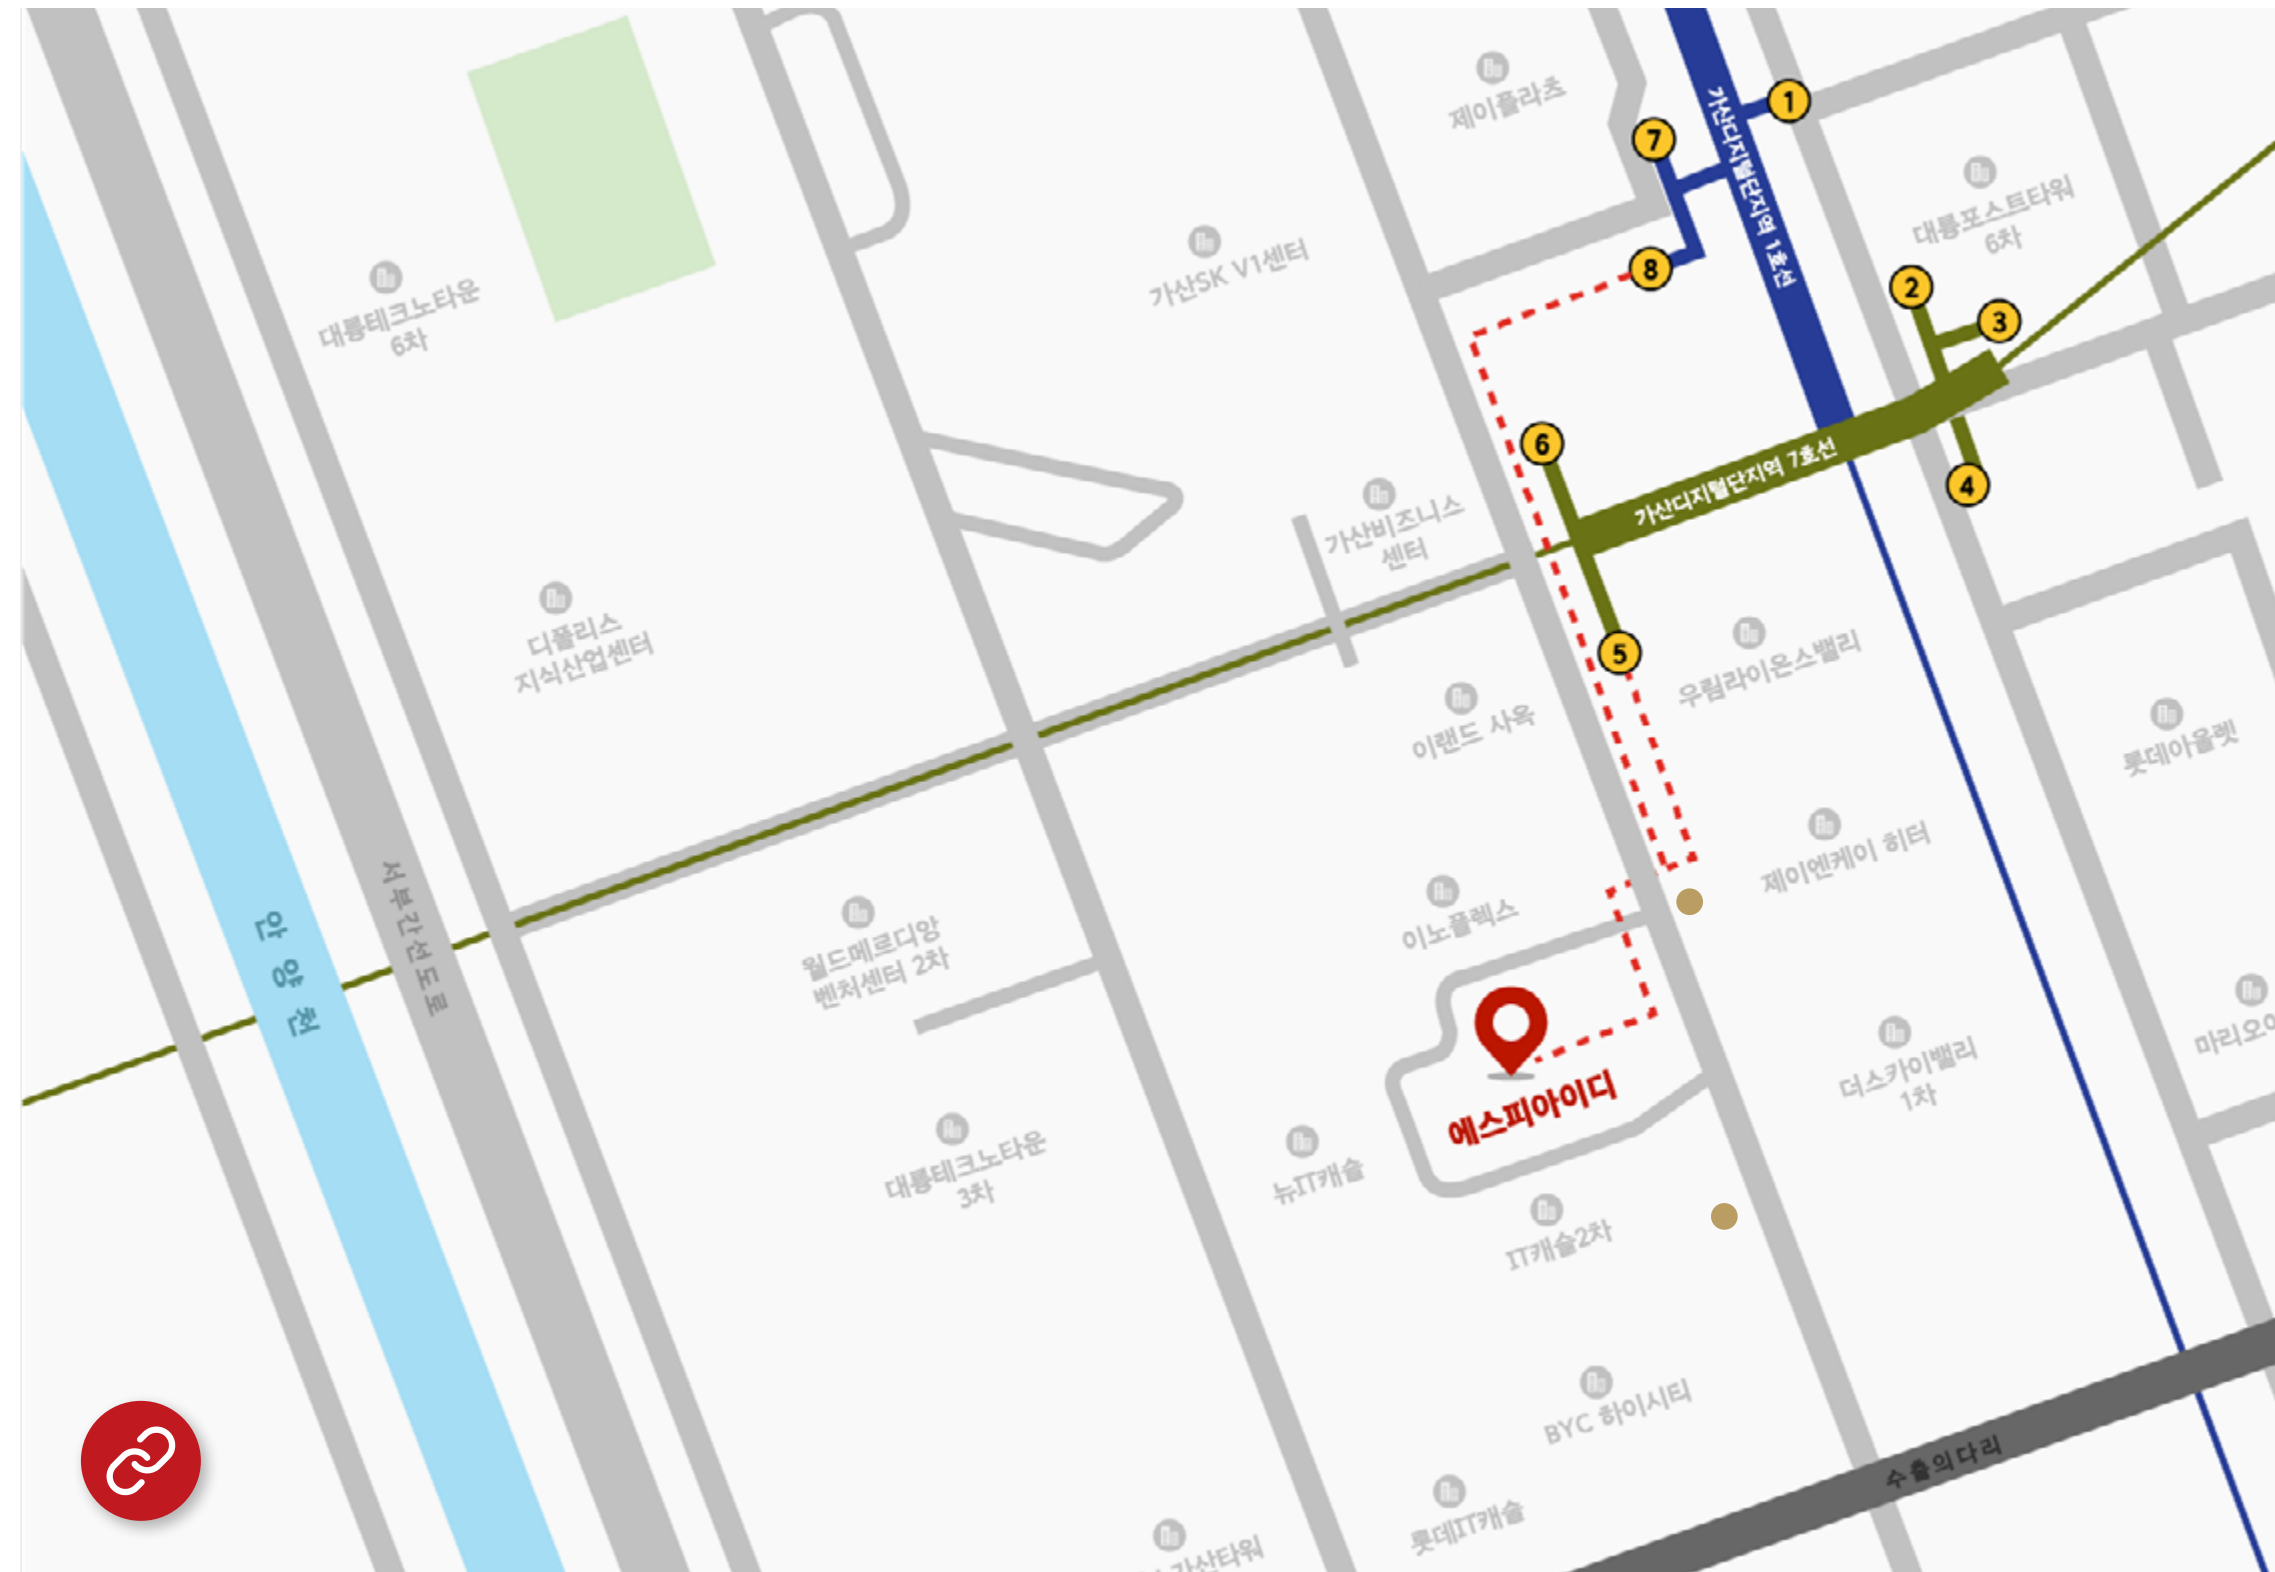 제이플라츠
1
7
가산디지털단지역 1호선
대륭포스트타워
6차
가산SK V1센터
8
2
3
대륭테크노타운
6차
6
가산디지털단지역 7호선
4
가산비즈니스
센터
디폴리스
지식산업센터
5
우림라이온스밸리
이랜드 사옥
롯데아울렛
제이엔케이 히터
서부간선도로
안양천
이노플렉스
월드메르디앙
벤처센터 2차
마리오
더스카이밸리
1차
에스피아이디
대륭테크노타운
3차
뉴IT캐슬
IT캐슬2차
BYC 하이시티
수출의다리
롯데IT캐슬
가산타워